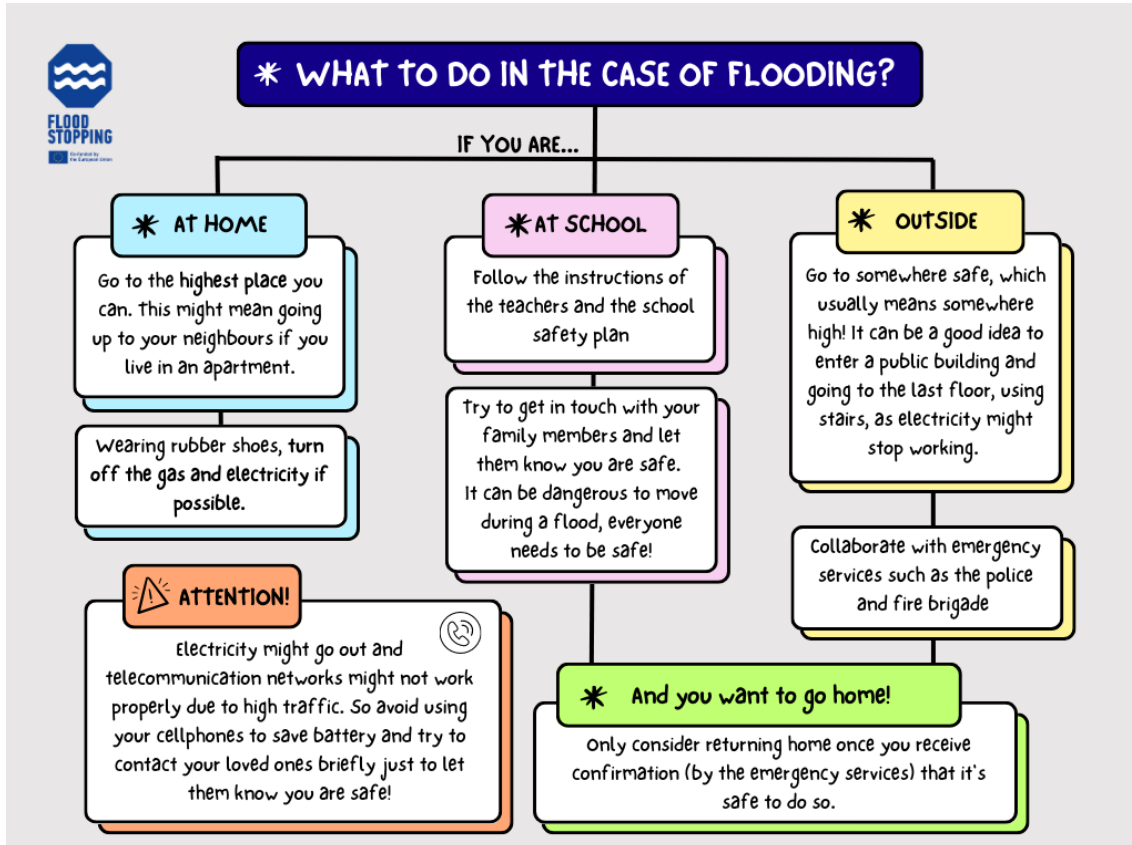 FLOOD
STOPPING
Co-funded by
the European Union
WHAT TO DO IN THE CASE OF FLOODING?
IF YOU ARE...
AT HOME
Go to the highest place you
can. This might mean going
up to your neighbours if you
live in an apartment.
Wearing rubber shoes, turn
off the gas and electricity if
possible.
AT SCHOOL
Follow the instructions of
the teachers and the school
safety plan
Try to get in touch with your
family members and let
them know you are safe.
It can be dangerous to move
during a flood, everyone
needs to be safe!
OUTSIDE
Go to somewhere safe, which
usually means somewhere
high! It can be a good idea to
enter a public building and
going to the last floor, using
stairs, as electricity might
stop working.
Collaborate with emergency
services such as the police
and fire brigade
ATTENTION!
Electricity might go out and
telecommunication networks might not work
properly due to high traffic. So avoid using
your cellphones to save battery and try to
contact your loved ones briefly just to let
them know you are safe!
And you want to go home!
Only consider returning home once you receive
confirmation (by the emergency services) that it's
safe to do so.